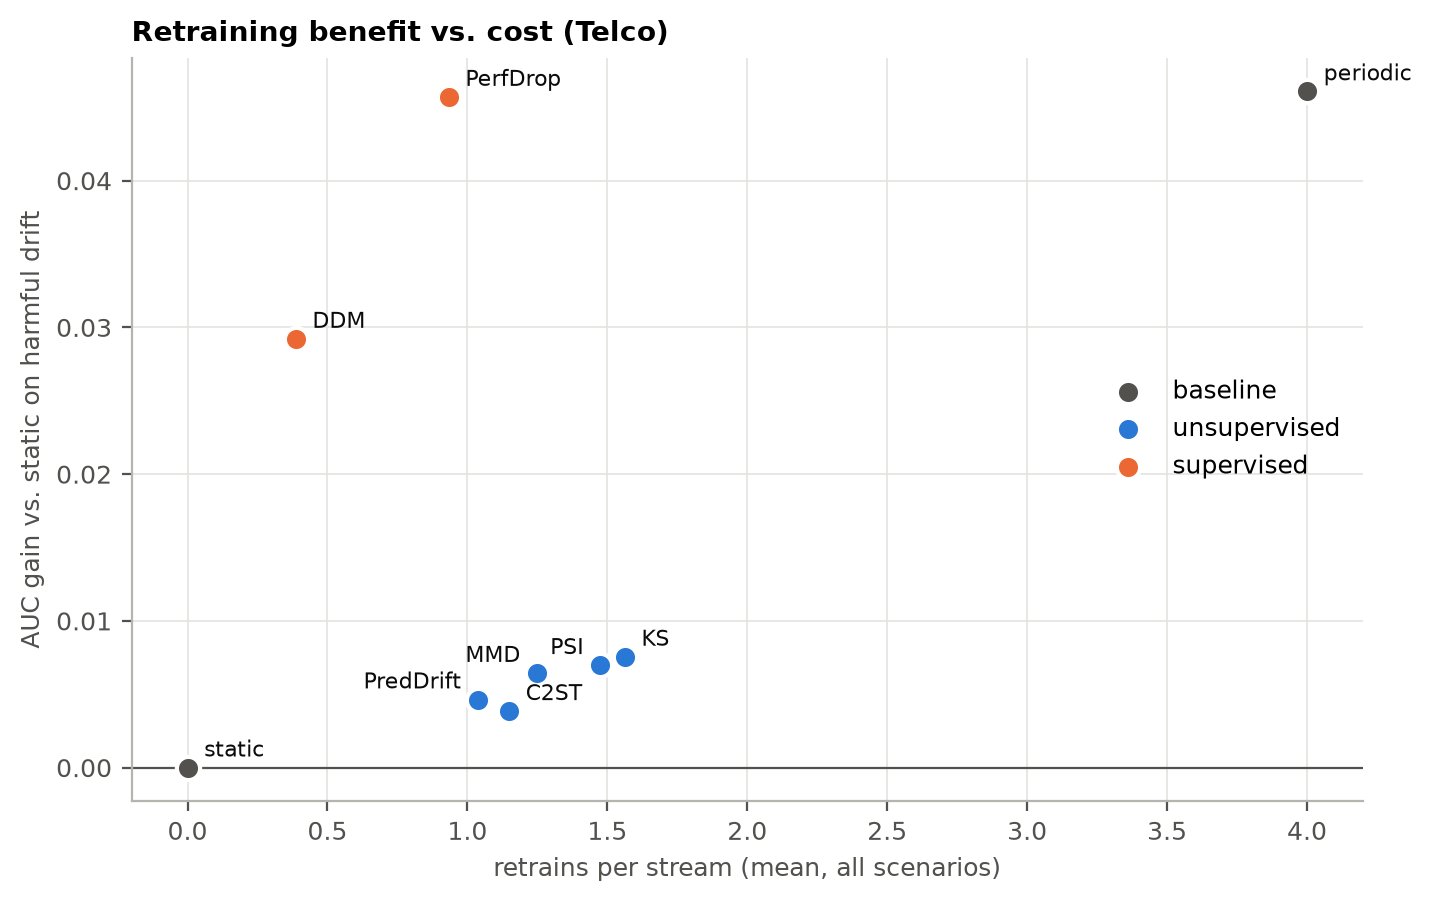 Retraining benefit vs. cost (Telco)
periodic
PerfDrop
0.04
DDM
0.03
baseline
unsupervised
supervised
0.02
0.01
KS
PSI
MMD
PredDrift
C2ST
static
0.00
AUC gain vs. static on harmful drift
0.0 0.5 1.0 1.5 2.0 2.5 3.0 3.5 4.0
retrains per stream (mean, all scenarios)